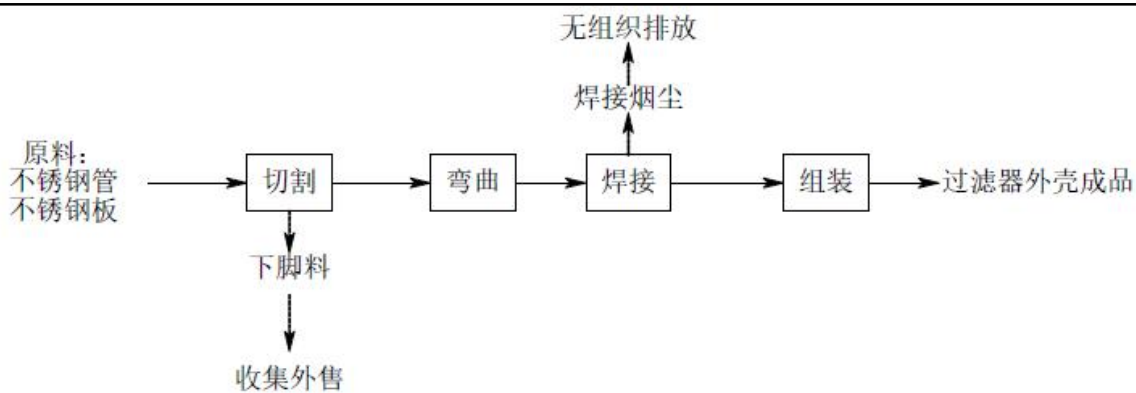 无组织排放
焊接烟尘
原料：
不锈钢管
不锈钢板
切割
弯曲
焊接
组装
过滤器外壳成品
下脚料
收集外售